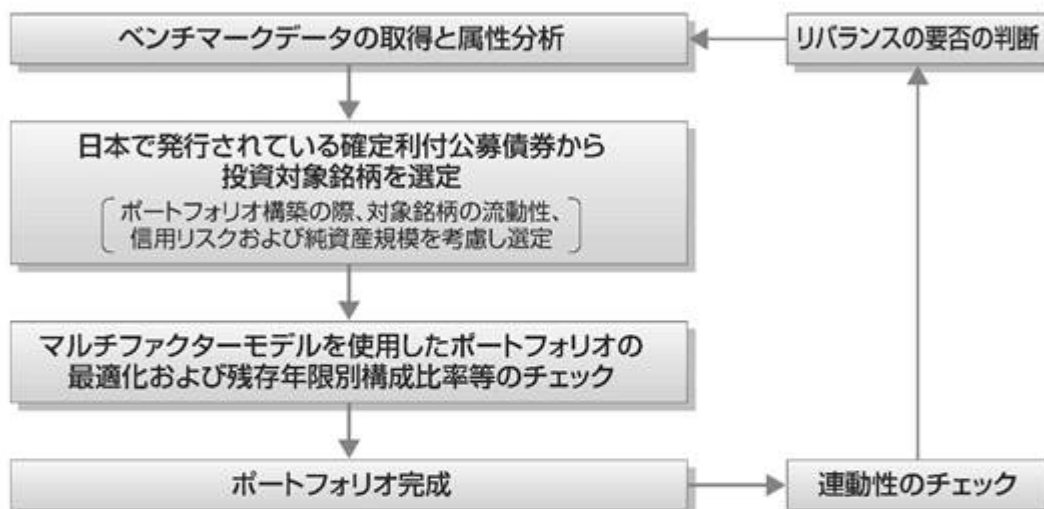 ベンチマークデータの取得と属性分析
リバランスの要否の判断
日本で発行されている確定利付公募債券から
投資対象銘柄を選定
ポートフォリオ構築の際、対象銘柄の流動性、
信用リスクおよび純資産規模を考慮し選定
マルチファクターモデルを使用したポートフォリオの
最適化および残存年限別構成比率等のチェック
ポートフォリオ完成
連動性のチェック